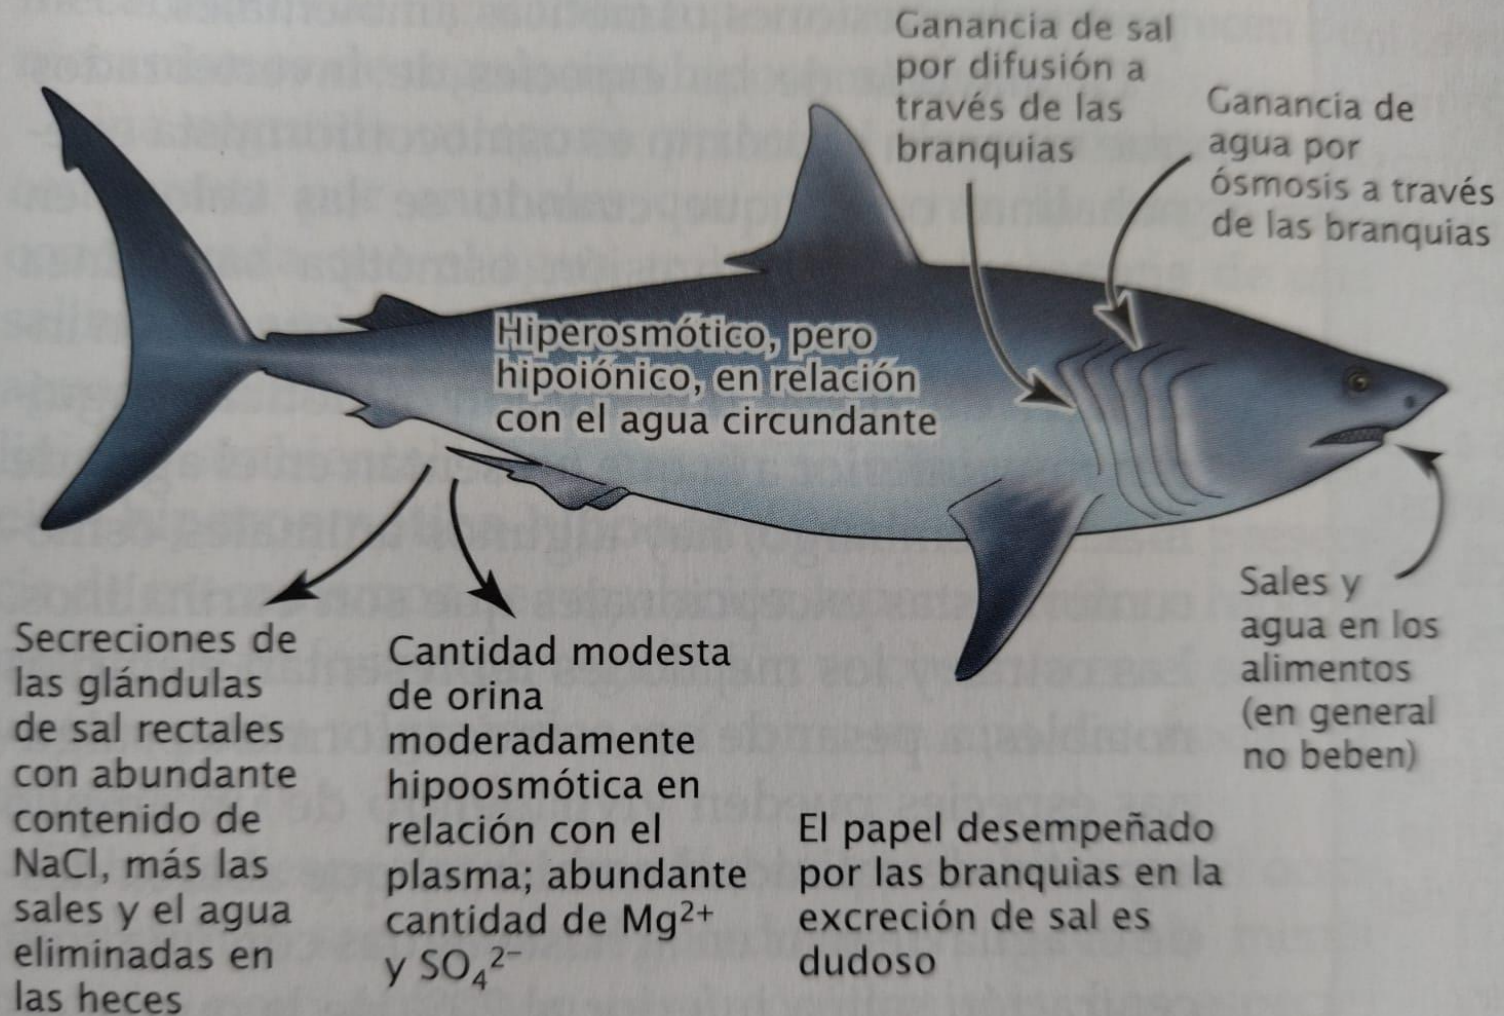 Ganancia de sal
por difusión a
través de las
branquias
Ganancia de
agua por
ósmosis a través
de las branquias
Hiperosmótico, pero
hipoiónico, en relación
con el agua circundante
Sales y
agua en los
alimentos
(en general
no beben)
Secreciones de
las glándulas
de sal rectales
con abundante
contenido de
NaCl, más las
sales y el agua
eliminadas en
las heces
Cantidad modesta
de orina
moderadamente
hipoosmótica en
relación con el
plasma; abundante
cantidad de Mg²⁺
y SO₄²⁻
El papel desempeñado
por las branquias en la
excreción de sal es
dudoso